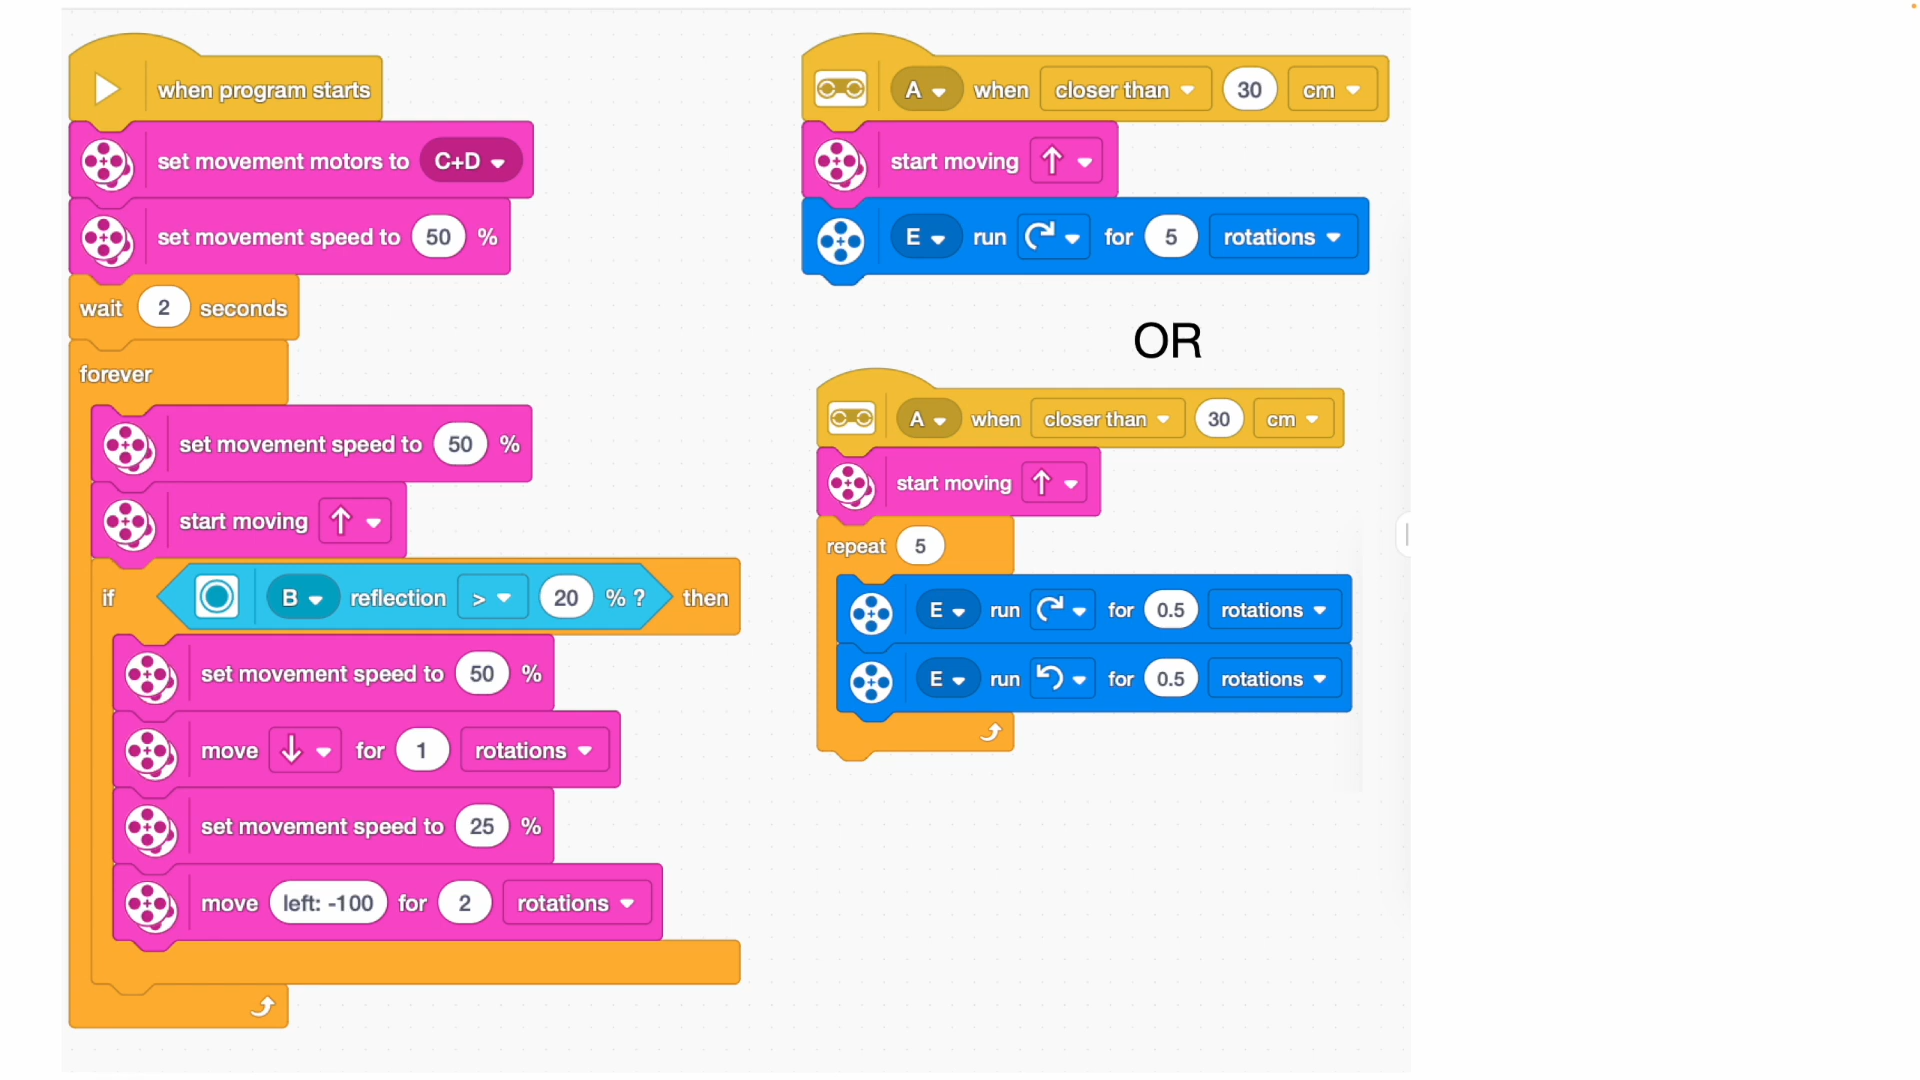 when program starts
set movement motors to C+D
set movement speed to 50 %
wait 2 seconds
forever
set movement speed to 50 %
start moving
if B reflection > 20 % ? then
set movement speed to 50 %
move for 1 rotations
set movement speed to 25 %
move left: -100 for 2 rotations
A when closer than 30 cm
start moving
E run for 5 rotations
OR
A when closer than 30 cm
start moving
repeat 5
E run for 0.5 rotations
E run for 0.5 rotations